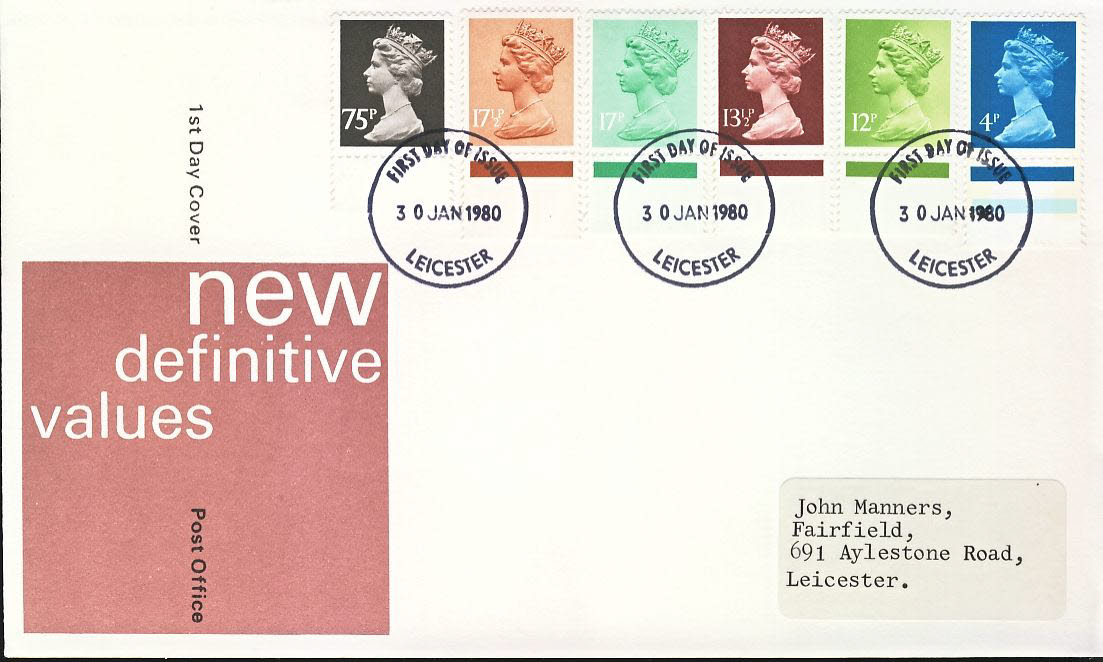 75P
17½P
17P
13½P
12P
4P
FIRST DAY OF ISSUE
30 JAN 1980
LEICESTER
FIRST DAY OF ISSUE
30 JAN 1980
LEICESTER
FIRST DAY OF ISSUE
30 JAN 1980
LEICESTER
1st Day Cover
new
definitive
values
Post Office
John Manners,
Fairfield,
691 Aylestone Road,
Leicester.